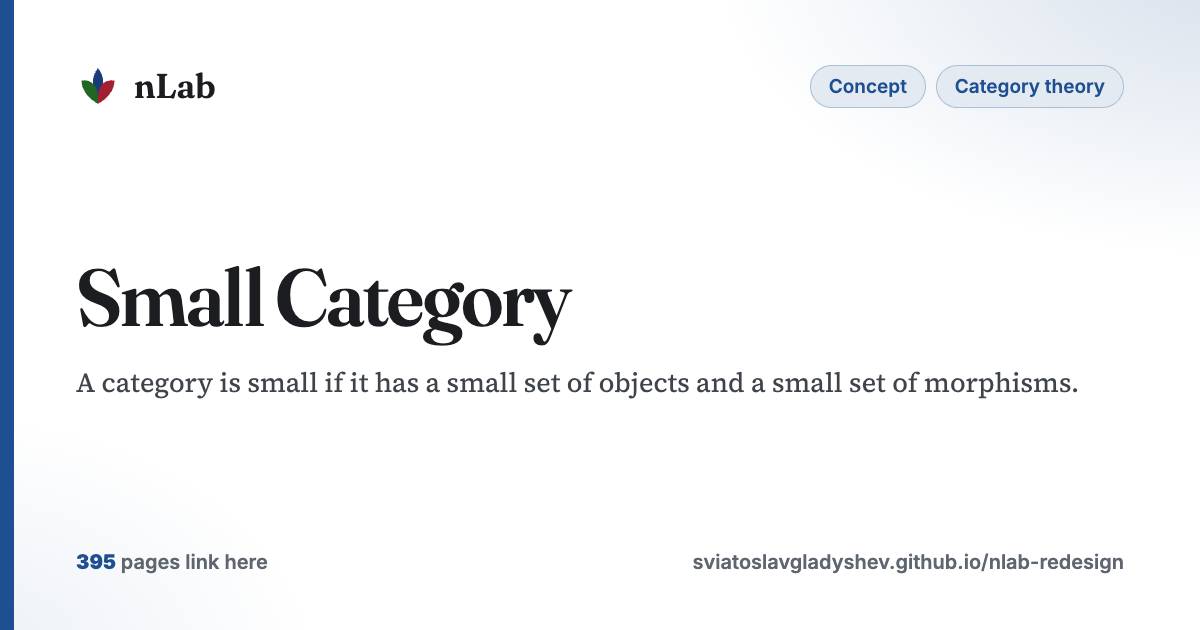 nLab
Concept
Category theory
Small Category
A category is small if it has a small set of objects and a small set of morphisms.
395 pages link here
sviatoslavgladyshev.github.io/nlab-redesign